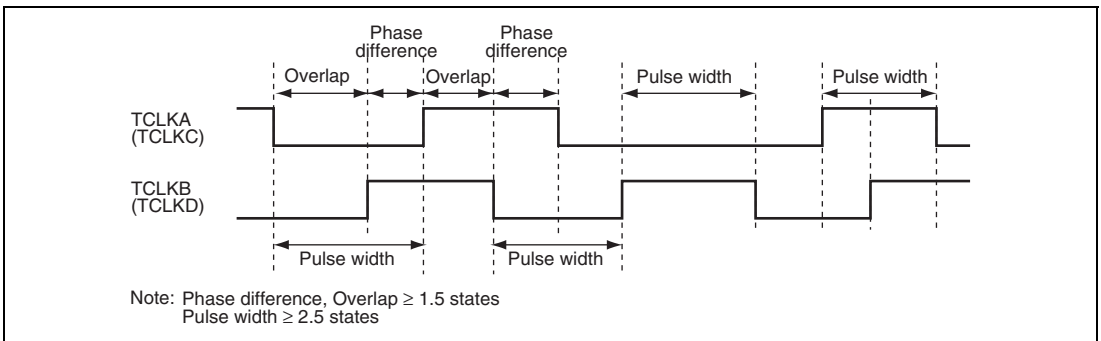 Phase
difference
Phase
difference
Overlap
Overlap
Pulse width
Pulse width
TCLKA
(TCLKC)
TCLKB
(TCLKD)
Pulse width
Pulse width
Note: Phase difference, Overlap ≥ 1.5 states
Pulse width ≥ 2.5 states